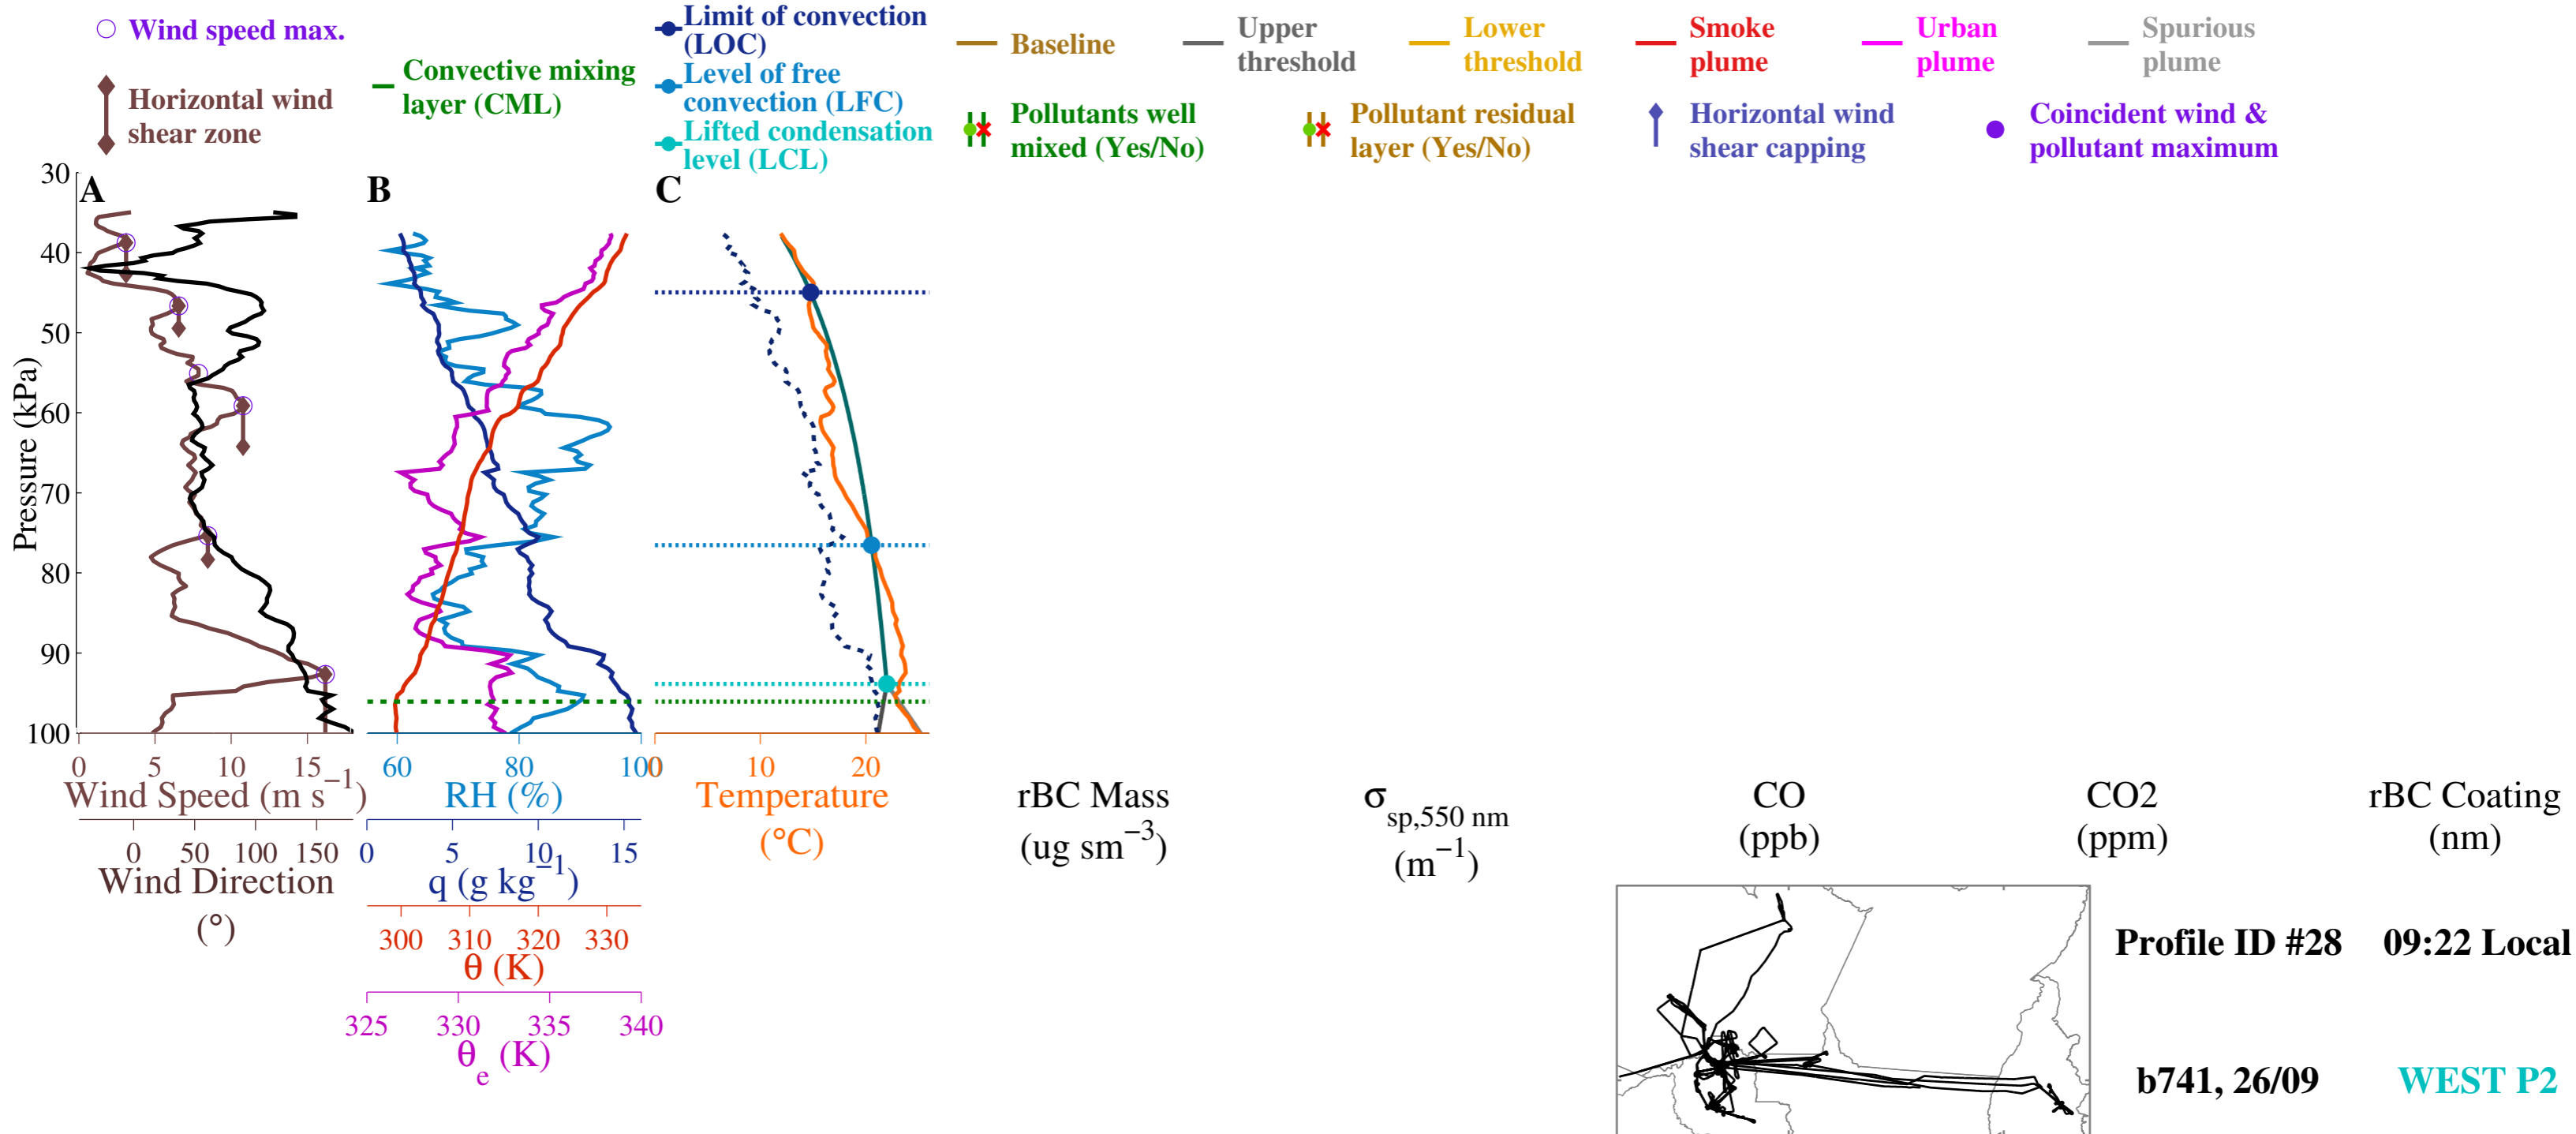 Wind speed max.
Horizontal wind
shear zone
Convective mixing
layer (CML)
Limit of convection
(LOC)
Level of free
convection (LFC)
Lifted condensation
level (LCL)
Baseline
Upper
threshold
Lower
threshold
Smoke
plume
Urban
plume
Spurious
plume
Pollutants well
mixed (Yes/No)
Pollutant residual
layer (Yes/No)
Horizontal wind
shear capping
Coincident wind &
pollutant maximum
A
B
C
30
40
50
60
70
80
90
100
Pressure (kPa)
0 5 10 15
Wind Speed (m s−1)
0 50 100 150
Wind Direction
(°)
60 80 100
RH (%)
0 5 10 15
q (g kg−1)
300 310 320 330
θ (K)
325 330 335 340
θe (K)
0 10 20
Temperature
(°C)
rBC Mass
(ug sm−3)
σsp,550 nm
(m−1)
CO
(ppb)
CO2
(ppm)
rBC Coating
(nm)
Profile ID #28 09:22 Local
b741, 26/09 WEST P2